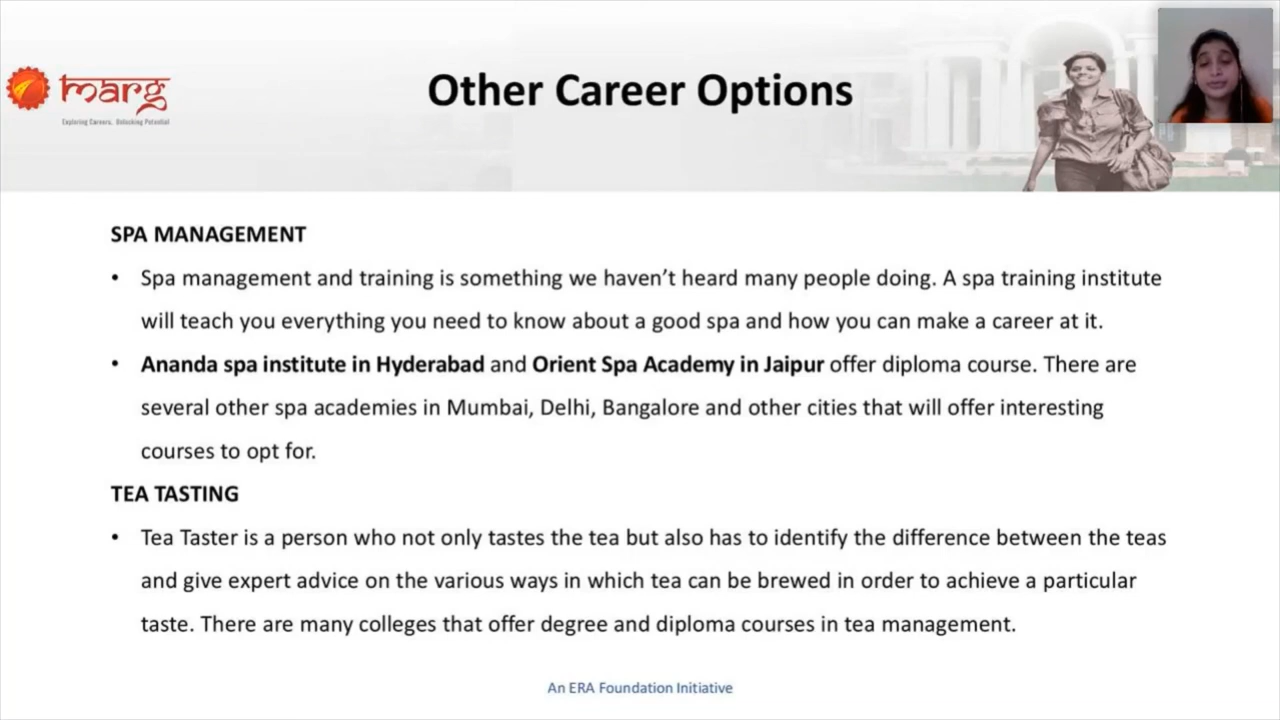 marg
Exploring Careers, Unlocking Potential
Other Career Options
SPA MANAGEMENT
• Spa management and training is something we haven’t heard many people doing. A spa training institute
will teach you everything you need to know about a good spa and how you can make a career at it.
• Ananda spa institute in Hyderabad and Orient Spa Academy in Jaipur offer diploma course. There are
several other spa academies in Mumbai, Delhi, Bangalore and other cities that will offer interesting
courses to opt for.
TEA TASTING
• Tea Taster is a person who not only tastes the tea but also has to identify the difference between the teas
and give expert advice on the various ways in which tea can be brewed in order to achieve a particular
taste. There are many colleges that offer degree and diploma courses in tea management.
An ERA Foundation Initiative